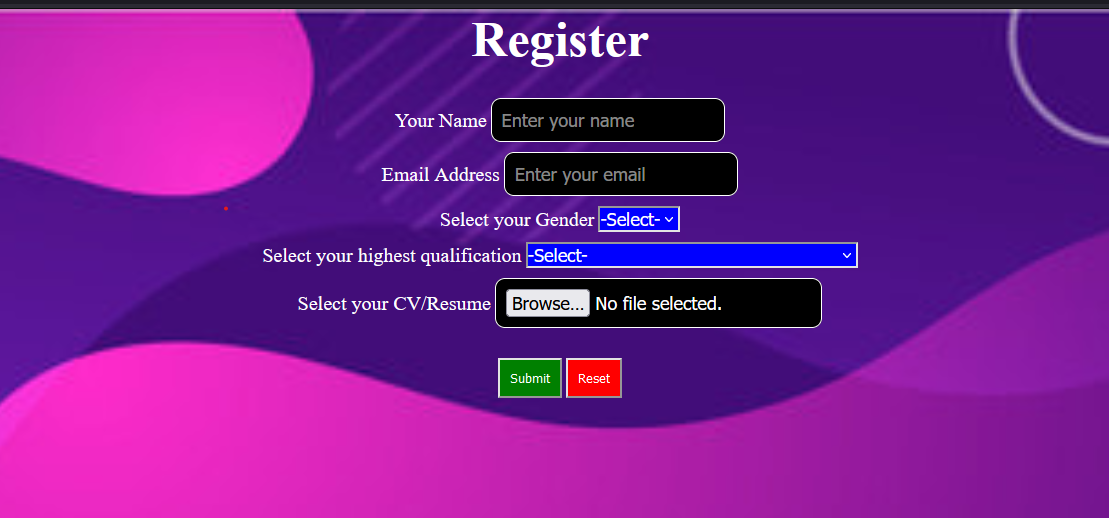 Register
Your Name Enter your name
Email Address Enter your email
Select your Gender -Select-
Select your highest qualification -Select-
Select your CV/Resume Browse... No file selected.
Submit Reset